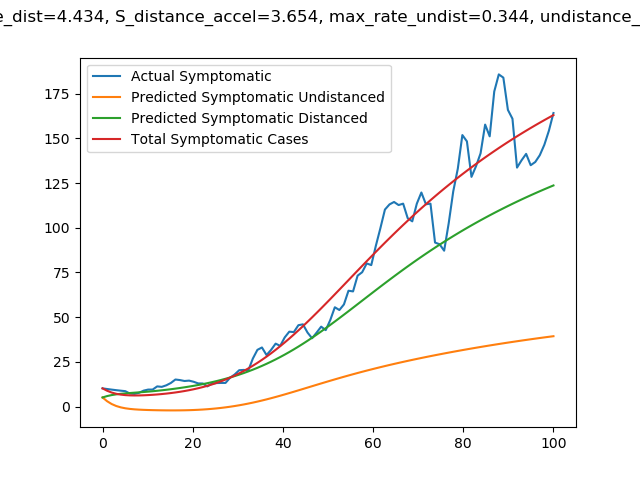 e_dist=4.434, S_distance_accel=3.654, max_rate_undist=0.344, undistance_
Actual Symptomatic
Predicted Symptomatic Undistanced
Predicted Symptomatic Distanced
Total Symptomatic Cases
175
150
125
100
75
50
25
0
0 20 40 60 80 100